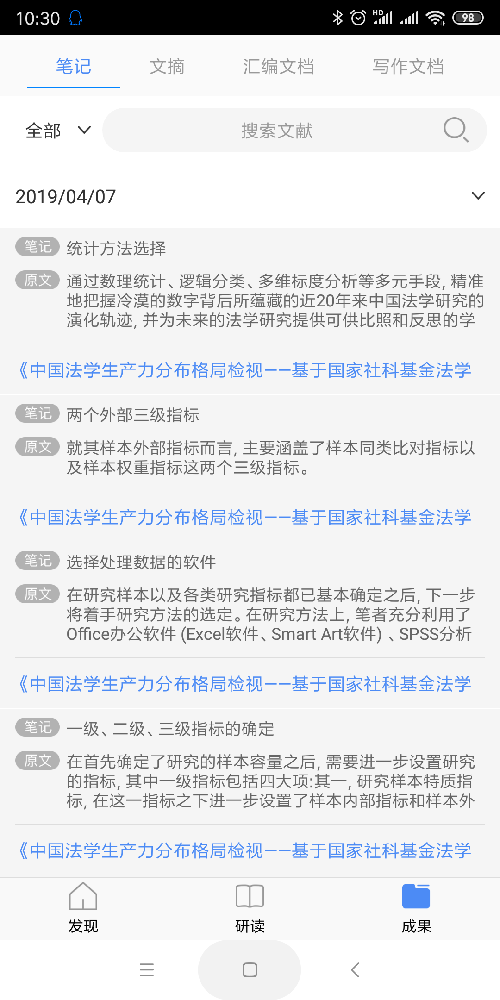 10:30 HD 98
笔记 文摘 汇编文档 写作文档
全部 搜索文献
2019/04/07
笔记 统计方法选择
原文 通过数理统计、逻辑分类、多维标度分析等多元手段, 精准
地把握冷漠的数字背后所蕴藏的近20年来中国法学研究的
演化轨迹, 并为未来的法学研究提供可供比照和反思的学
《中国法学生产力分布格局检视——基于国家社科基金法学
笔记 两个外部三级指标
原文 就其样本外部指标而言, 主要涵盖了样本同类比对指标以
及样本权重指标这两个三级指标。
《中国法学生产力分布格局检视——基于国家社科基金法学
笔记 选择处理数据的软件
原文 在研究样本以及各类研究指标都已基本确定之后, 下一步
将着手研究方法的选定。在研究方法上, 笔者充分利用了
Office办公软件 (Excel软件、Smart Art软件) 、SPSS分析
《中国法学生产力分布格局检视——基于国家社科基金法学
笔记 一级、二级、三级指标的确定
原文 在首先确定了研究的样本容量之后, 需要进一步设置研究
的指标, 其中一级指标包括四大项:其一, 研究样本特质指
标, 在这一指标之下进一步设置了样本内部指标和样本外
《中国法学生产力分布格局检视——基于国家社科基金法学
发现 研读 成果